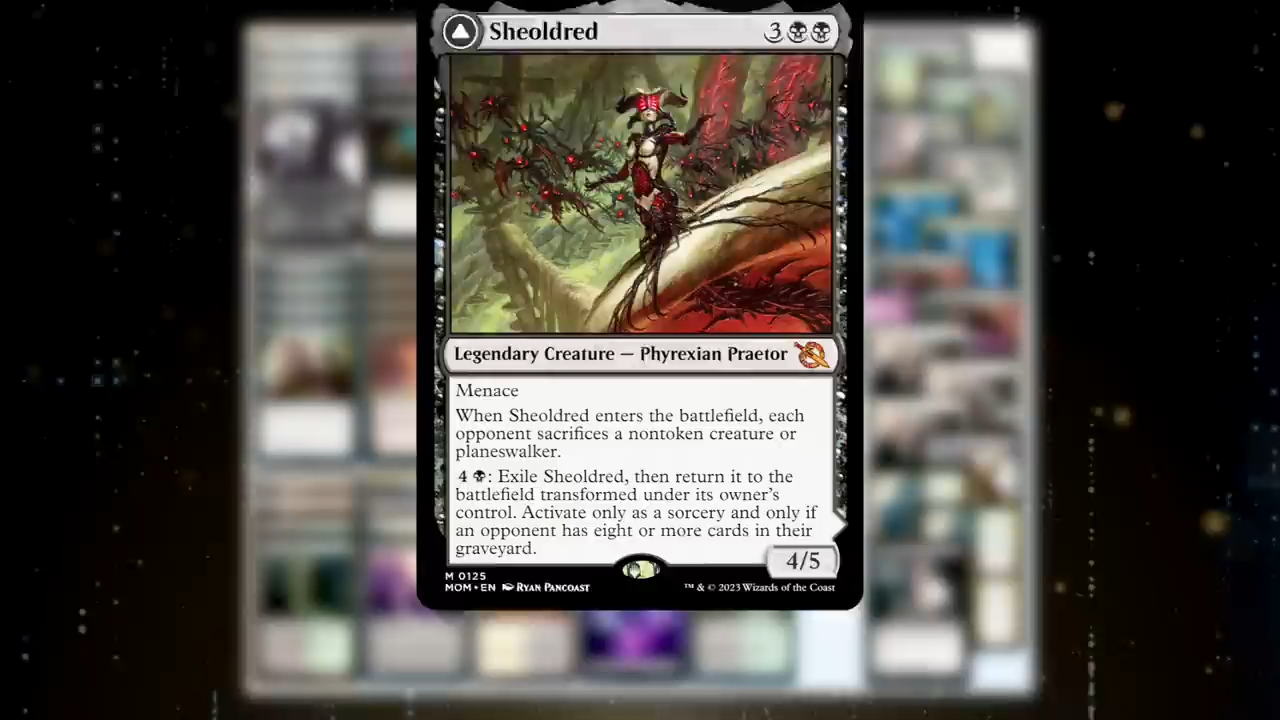 Sheoldred 3
Legendary Creature — Phyrexian Praetor
Menace
When Sheoldred enters the battlefield, each
opponent sacrifices a nontoken creature or
planeswalker.
4 : Exile Sheoldred, then return it to the
battlefield transformed under its owner's
control. Activate only as a sorcery and only if
an opponent has eight or more cards in their
graveyard.
4/5
M 0125
MOM • EN Ryan Pancoast ™ & © 2023 Wizards of the Coast